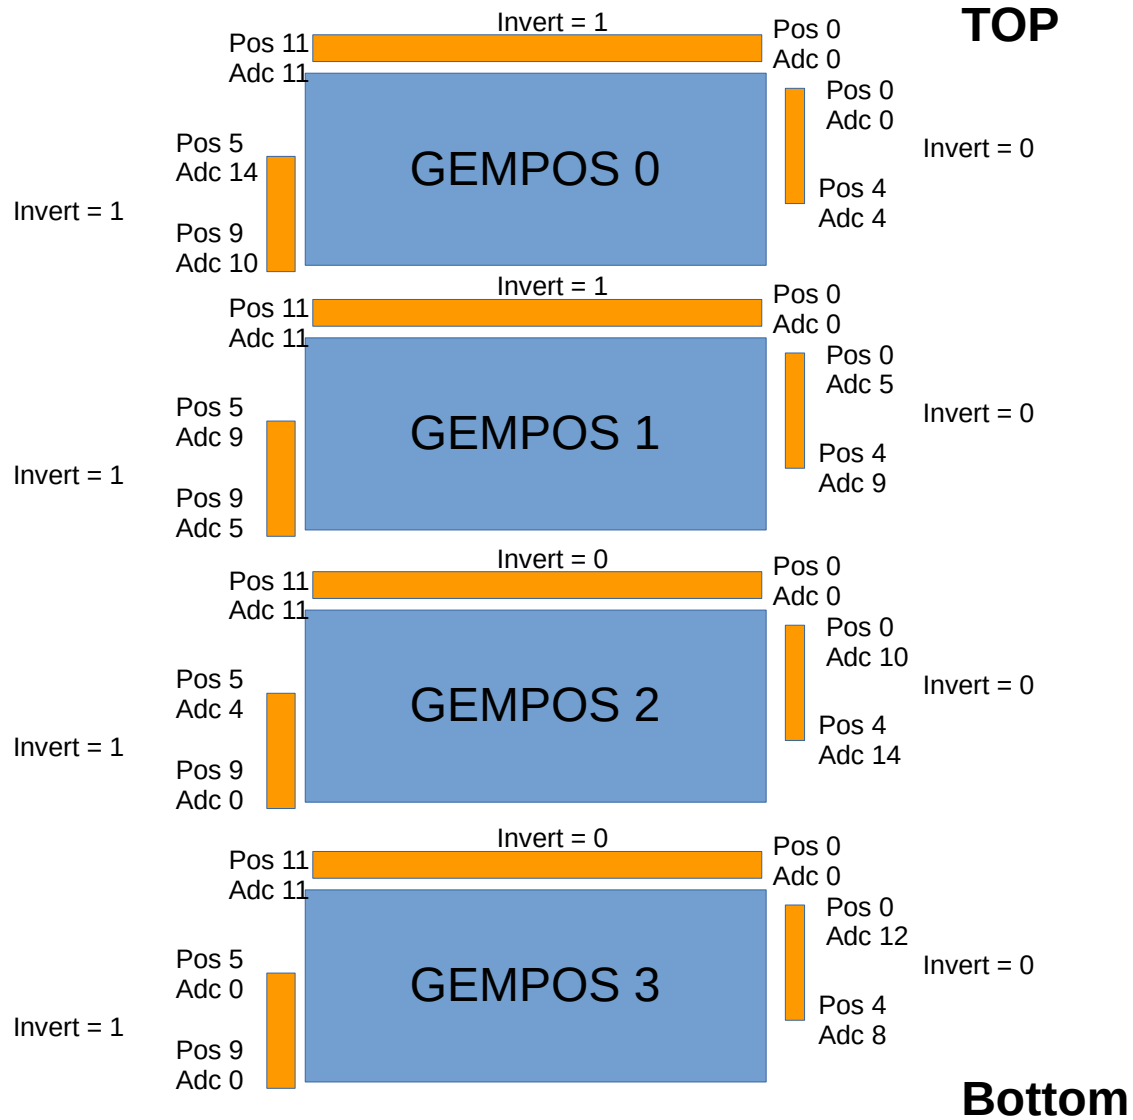 TOP
Invert = 1
Pos 11
Adc 11
Pos 0
Adc 0
Pos 0
Adc 0
Invert = 0
Pos 5
Adc 14
GEMPOS 0
Pos 4
Adc 4
Invert = 1
Pos 9
Adc 10
Invert = 1
Pos 11
Adc 11
Pos 0
Adc 0
Pos 0
Adc 5
Invert = 0
Pos 5
Adc 9
GEMPOS 1
Pos 4
Adc 9
Invert = 1
Pos 9
Adc 5
Invert = 0
Pos 11
Adc 11
Pos 0
Adc 0
Pos 0
Adc 10
Invert = 0
Pos 5
Adc 4
GEMPOS 2
Pos 4
Adc 14
Invert = 1
Pos 9
Adc 0
Invert = 0
Pos 11
Adc 11
Pos 0
Adc 0
Pos 0
Adc 12
Invert = 0
Pos 5
Adc 0
GEMPOS 3
Pos 4
Adc 8
Invert = 1
Pos 9
Adc 0
Bottom